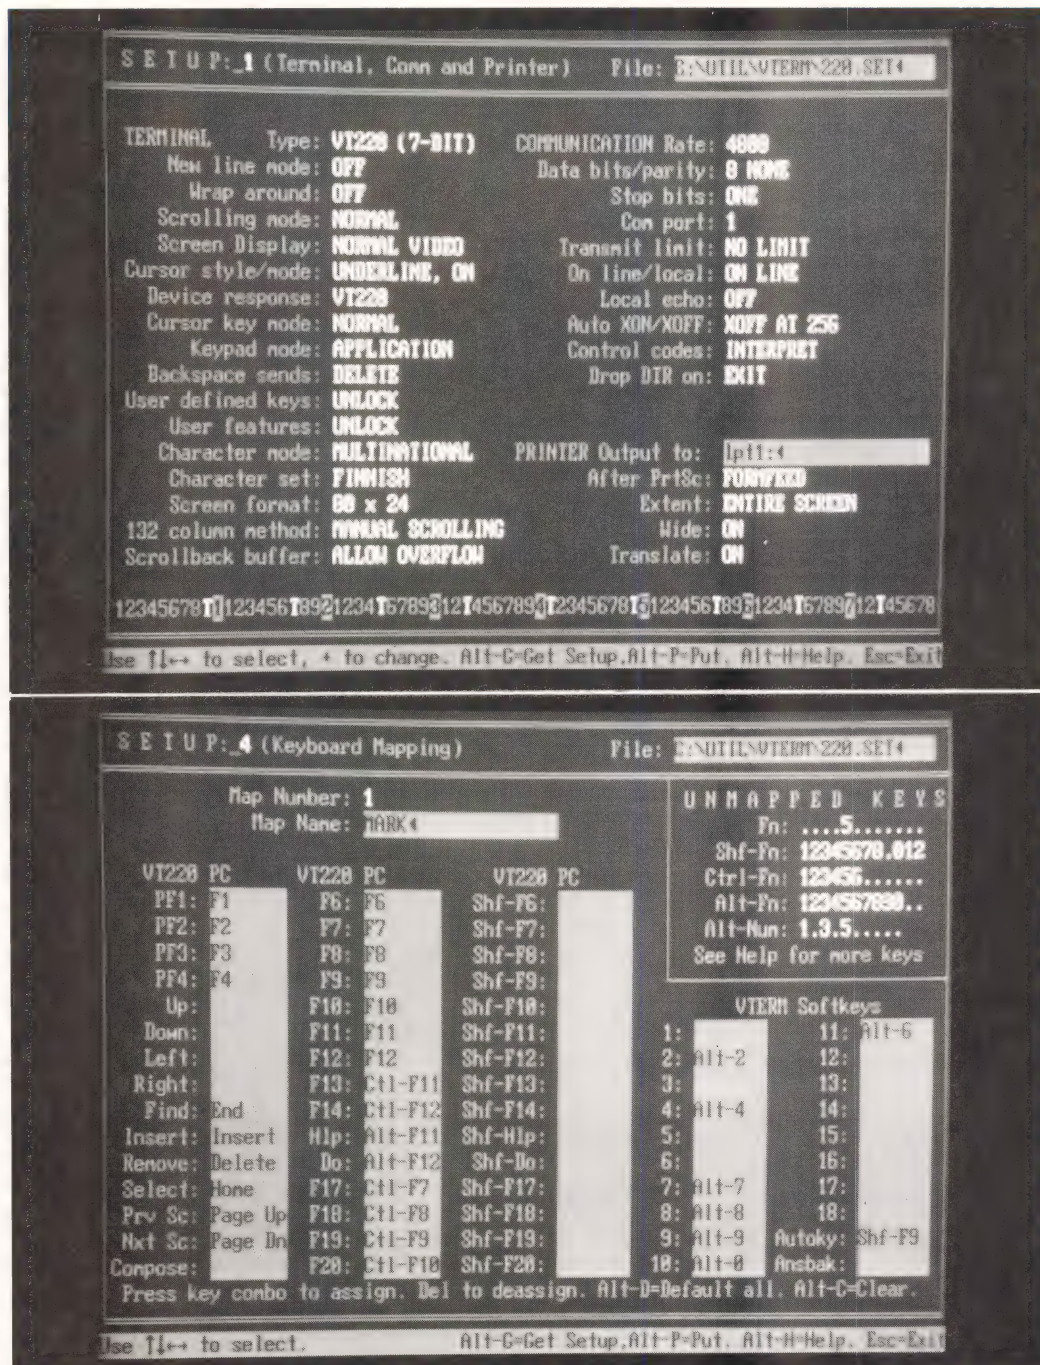 S E T U P:_1 (Terminal, Comm and Printer) File: C:\UTIL\VTERM\220.SET◄
TERMINAL Type: VT220 (7-BIT) COMMUNICATION Rate: 4800
New line mode: OFF Data bits/parity: 8 NONE
Wrap around: OFF Stop bits: ONE
Scrolling mode: NORMAL Com port: 1
Screen Display: NORMAL VIDEO Transmit limit: NO LIMIT
Cursor style/mode: UNDERLINE, ON On line/local: ON LINE
Device response: VT220 Local echo: OFF
Cursor key mode: NORMAL Auto XON/XOFF: XOFF AT 256
Keypad mode: APPLICATION Control codes: INTERPRET
Backspace sends: DELETE Drop DTR on: EXIT
User defined keys: UNLOCK
User features: UNLOCK
Character mode: MULTINATIONAL PRINTER Output to: lpt1:◄
Character set: FINNISH After PrtSc: FORMFEED
Screen format: 80 x 24 Extent: ENTIRE SCREEN
132 column method: MANUAL SCROLLING Wide: ON
Scrollback buffer: ALLOW OVERFLOW Translate: ON
12345678T1123456T8921234T6789312T4567894T2345678T5123456T8961234T6789712T45678
Use ↑↓←→ to select, + to change. Alt-G=Get Setup,Alt-P=Put. Alt-H=Help. Esc=Exit
S E T U P:_4 (Keyboard Mapping) File: C:\UTIL\VTERM\220.SET◄
Map Number: 1
Map Name: MARK◄
U N M A P P E D K E Y S
Fn: ....5.......
Shf-Fn: 12345678.012
Ctrl-Fn: 123456......
Alt-Fn: 1234567890..
Alt-Num: 1.3.5.....
See Help for more keys
VT220 PC VT220 PC VT220 PC
PF1: F1 F6: F6 Shf-F6:
PF2: F2 F7: F7 Shf-F7:
PF3: F3 F8: F8 Shf-F8:
PF4: F4 F9: F9 Shf-F9:
Up: F10: F10 Shf-F10: VTERM Softkeys
Down: F11: F11 Shf-F11: 1: 11: Alt-6
Left: F12: F12 Shf-F12: 2: Alt-2 12:
Right: F13: Ctl-F11 Shf-F13: 3: 13:
Find: End F14: Ctl-F12 Shf-F14: 4: Alt-4 14:
Insert: Insert Hlp: Alt-F11 Shf-Hlp: 5: 15:
Remove: Delete Do: Alt-F12 Shf-Do: 6: 16:
Select: Home F17: Ctl-F7 Shf-F17: 7: Alt-7 17:
Prv Sc: Page Up F18: Ctl-F8 Shf-F18: 8: Alt-8 18:
Nxt Sc: Page Dn F19: Ctl-F9 Shf-F19: 9: Alt-9 Autoky: Shf-F9
Compose: F20: Ctl-F10 Shf-F20: 10: Alt-0 Ansbak:
Press key combo to assign. Del to deassign. Alt-D=Default all. Alt-C=Clear.
Use ↑↓←→ to select. Alt-G=Get Setup,Alt-P=Put. Alt-H=Help. Esc=Exit